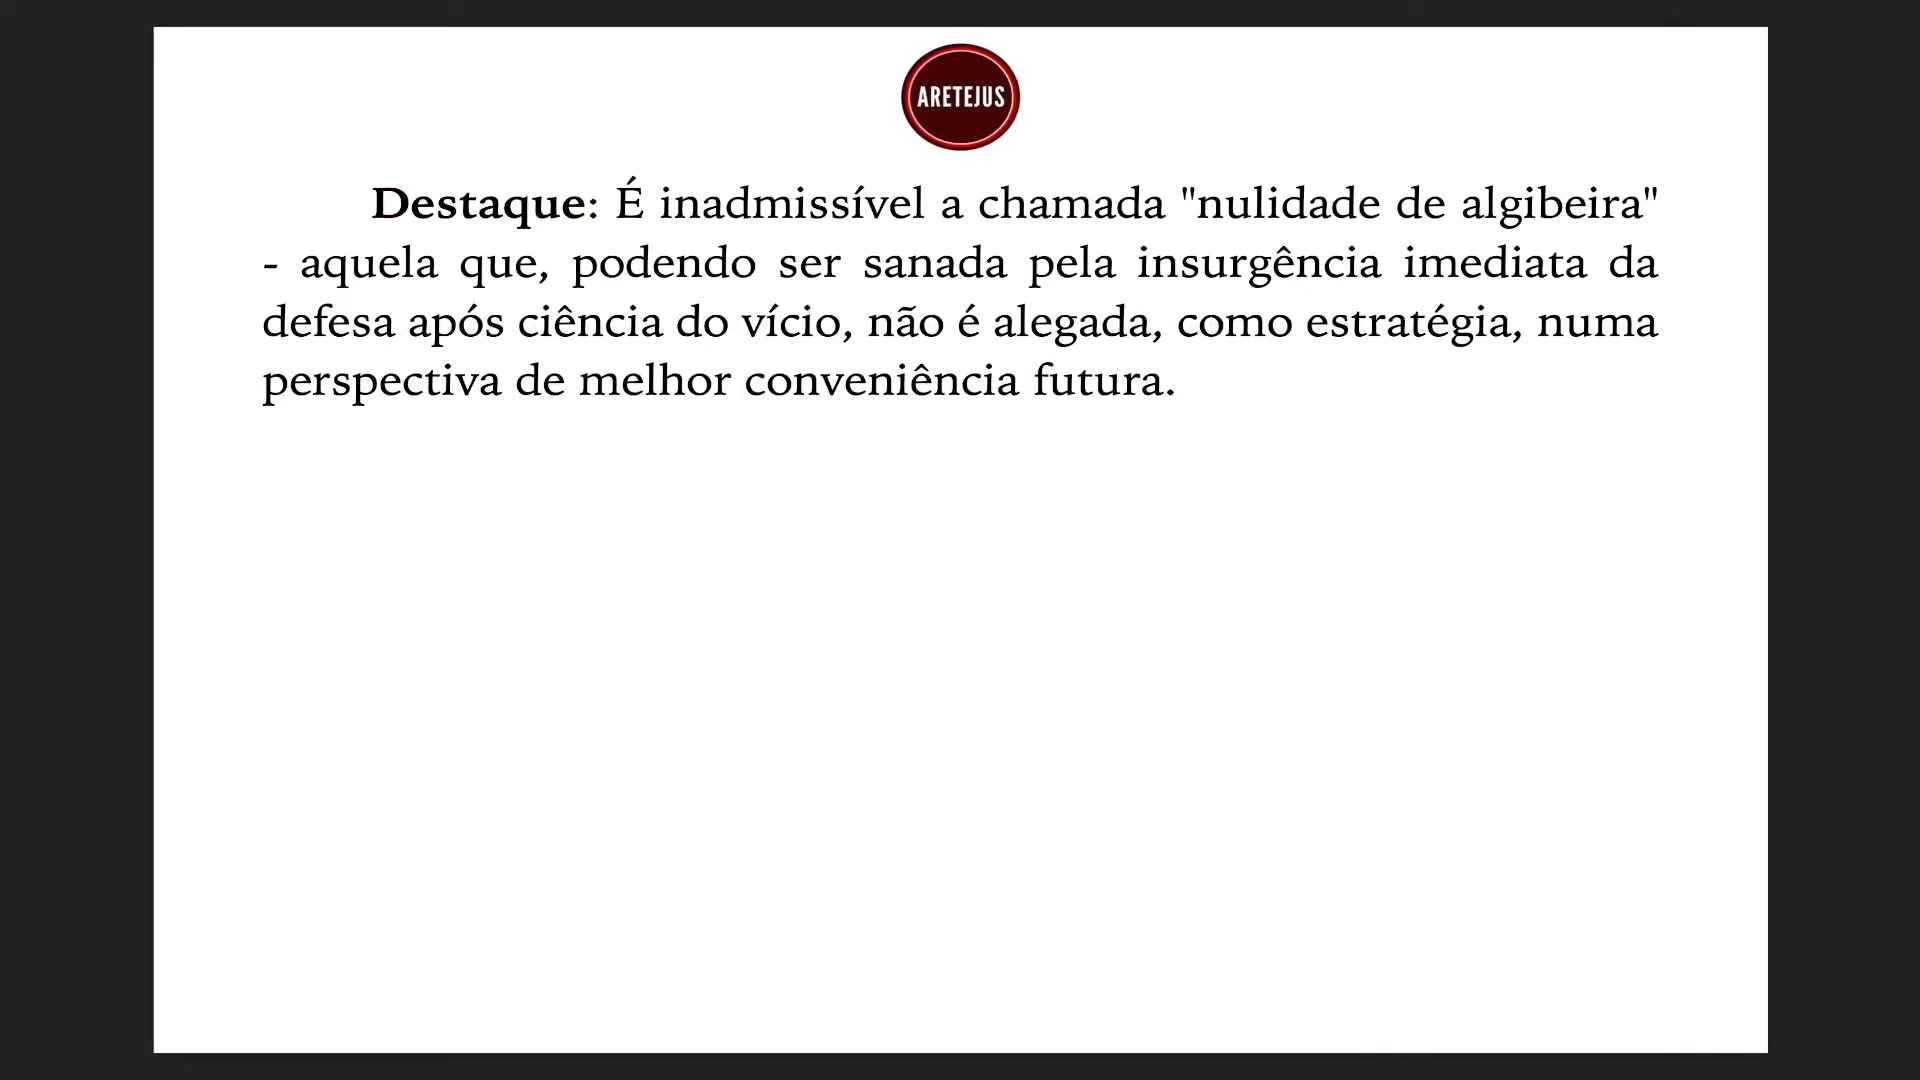 ARETEJUS
Destaque: É inadmissível a chamada "nulidade de algibeira"
- aquela que, podendo ser sanada pela insurgência imediata da
defesa após ciência do vício, não é alegada, como estratégia, numa
perspectiva de melhor conveniência futura.